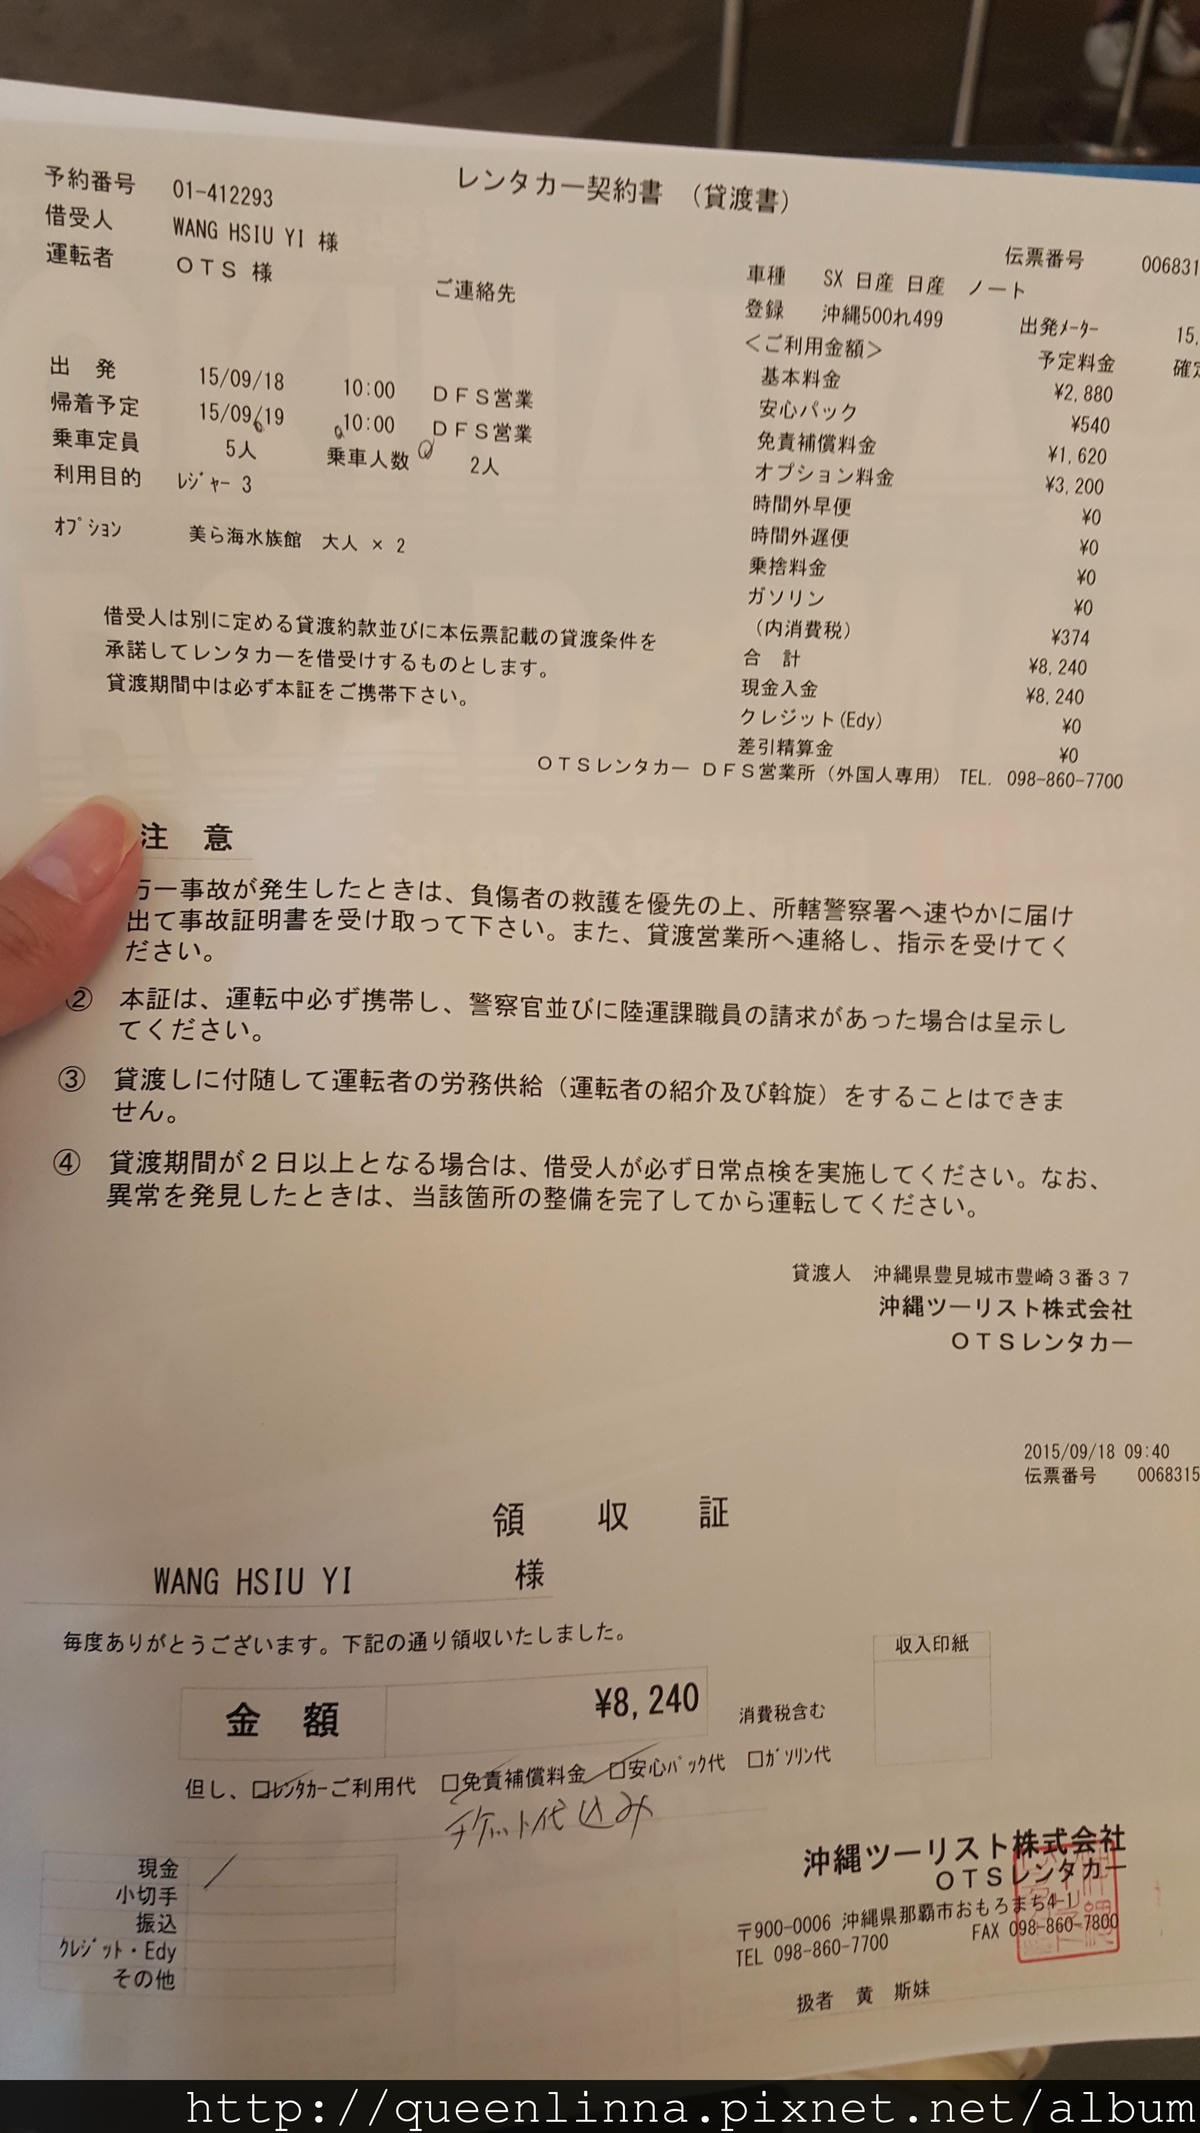 レンタカー契約書 (貸渡書)
予約番号 01-412293
借受人 WANG HSIU YI 様
運転者 OTS 様
ご連絡先
伝票番号 006831
車種 SX 日産 日産 ノート
登録 沖縄500れ499
出発メーター 15,
<ご利用金額> 予定料金 確定
基本料金 ¥2,880
安心パック ¥540
免責補償料金 ¥1,620
オプション料金 ¥3,200
時間外早便 ¥0
時間外遅便 ¥0
乗捨料金 ¥0
ガソリン ¥0
(内消費税) ¥374
合 計 ¥8,240
現金入金 ¥8,240
クレジット(Edy) ¥0
差引精算金 ¥0
出 発 15/09/18 10:00 DFS営業
帰着予定 15/09/19 10:00 DFS営業
乗車定員 5人 乗車人数 2人
利用目的 レジャー 3
オプション 美ら海水族館 大人 × 2
借受人は別に定める貸渡約款並びに本伝票記載の貸渡条件を
承諾してレンタカーを借受けするものとします。
貸渡期間中は必ず本証をご携帯下さい。
OTSレンタカー DFS営業所(外国人専用) TEL. 098-860-7700
注 意
万一事故が発生したときは、負傷者の救護を優先の上、所轄警察署へ速やかに届け
出て事故証明書を受け取って下さい。また、貸渡営業所へ連絡し、指示を受けてく
ださい。
② 本証は、運転中必ず携帯し、警察官並びに陸運課職員の請求があった場合は呈示し
てください。
③ 貸渡しに付随して運転者の労務供給(運転者の紹介及び斡旋)をすることはできま
せん。
④ 貸渡期間が2日以上となる場合は、借受人が必ず日常点検を実施してください。なお、
異常を発見したときは、当該箇所の整備を完了してから運転してください。
貸渡人 沖縄県豊見城市豊崎3番37
沖縄ツーリスト株式会社
OTSレンタカー
2015/09/18 09:40
伝票番号 0068315
領 収 証
WANG HSIU YI 様
毎度ありがとうございます。下記の通り領収いたしました。
収入印紙
金 額 ¥8,240 消費税含む
但し、□レンタカーご利用代 □免責補償料金 □安心パック代 □ガソリン代
チケット代込み
現金
小切手
振込
クレジット・Edy
その他
沖縄ツーリスト株式会社
OTSレンタカー
〒900-0006 沖縄県那覇市おもろまち4-1
TEL 098-860-7700 FAX 098-860-7800
扱者 黄 斯妹
http://queenlinna.pixnet.net/album